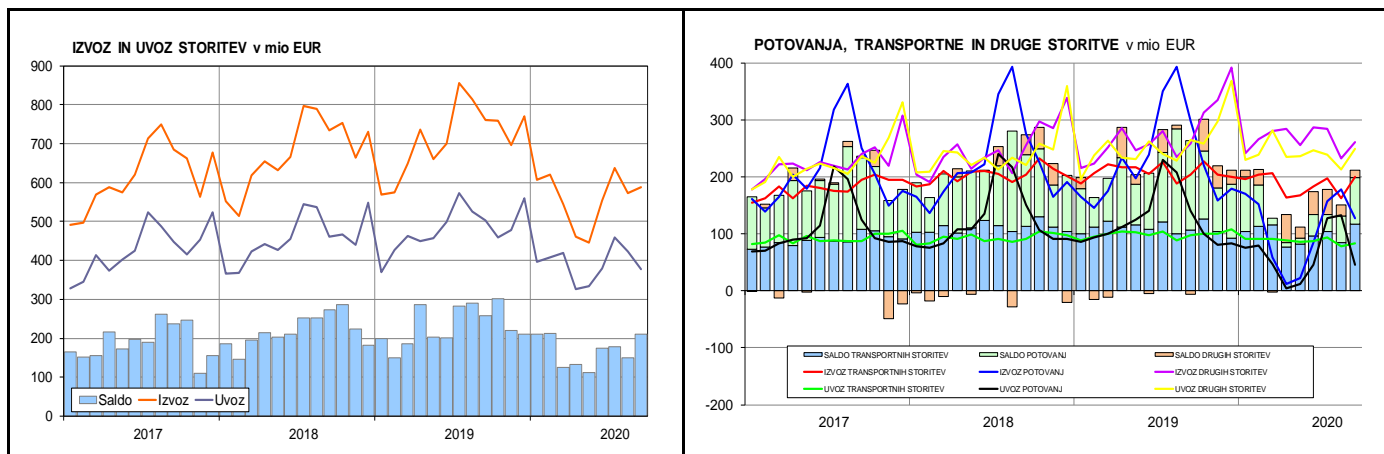 IZVOZ IN UVOZ STORITEV v mio EUR
900
800
700
600
500
400
300
200
100
0
Saldo Izvoz Uvoz
2017 2018 2019 2020
POTOVANJA, TRANSPORTNE IN DRUGE STORITVE v mio EUR
400
300
200
100
0
-100
-200
SALDO TRANSPORTNIH STORITEV SALDO POTOVANJ SALDO DRUGIH STORITEV
IZVOZ TRANSPORTNIH STORITEV IZVOZ POTOVANJ IZVOZ DRUGIH STORITEV
UVOZ TRANSPORTNIH STORITEV UVOZ POTOVANJ UVOZ DRUGIH STORITEV
2017 2018 2019 2020